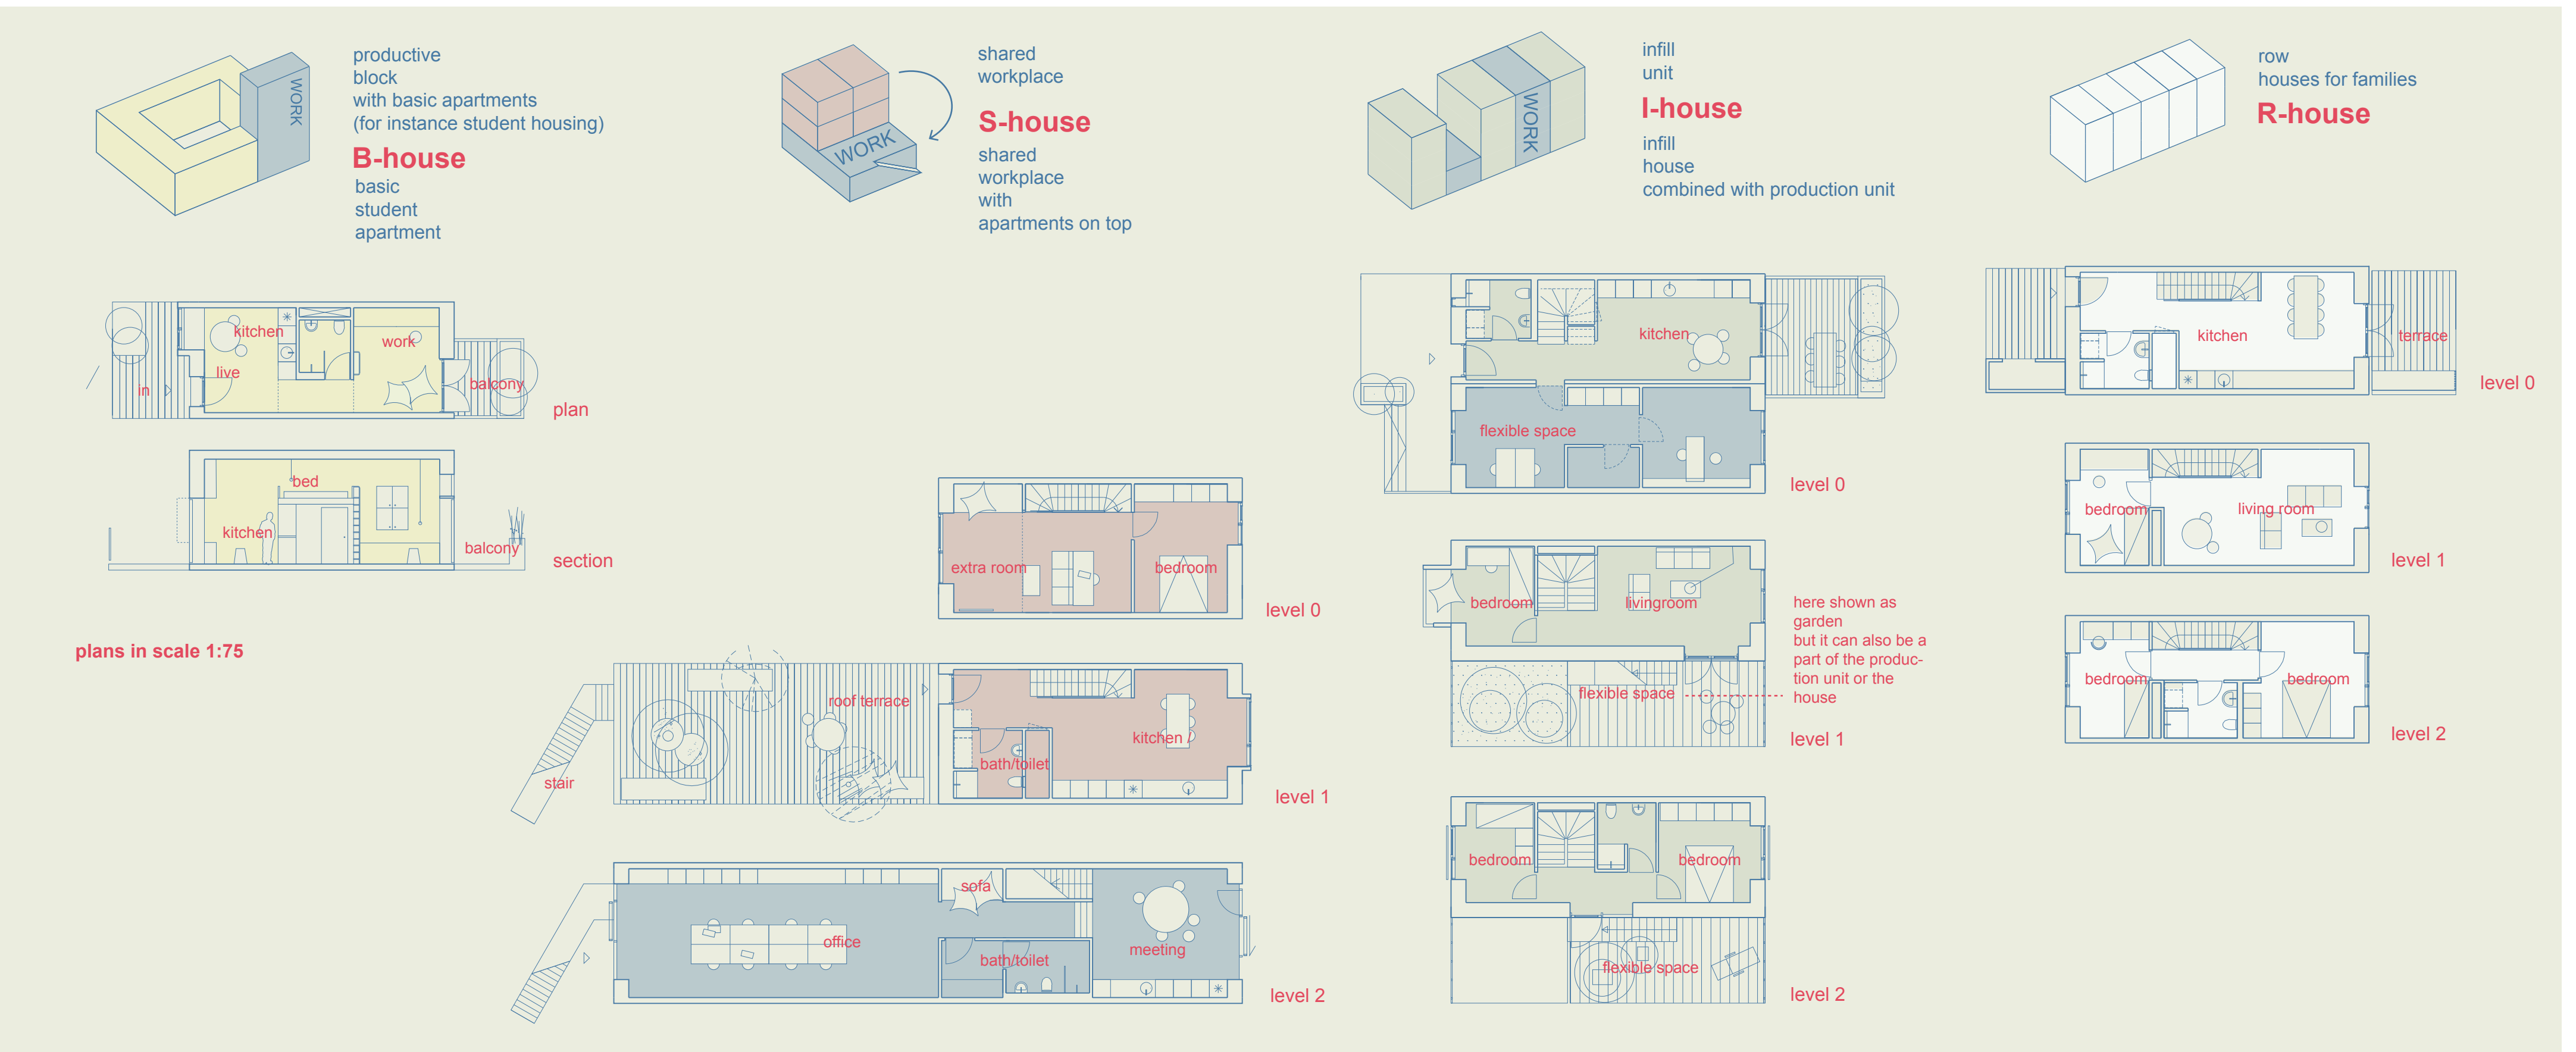 productive
block
with basic apartments
(for instance student housing)
B-house
basic
student
apartment
WORK
shared
workplace
S-house
shared
workplace
with
apartments on top
WORK
infill
unit
I-house
infill
house
combined with production unit
WORK
row
houses for families
R-house
kitchen
work
live
in
balcony
plan
bed
kitchen
balcony
section
plans in scale 1:75
extra room
bedroom
level 0
roof terrace
kitchen /
bath/toilet
stair
level 1
sofa
office
meeting
bath/toilet
level 2
kitchen
flexible space
level 0
bedroom
livingroom
flexible space
here shown as
garden
but it can also be a
part of the produc-
tion unit or the
house
level 1
bedroom
bedroom
flexible space
level 2
kitchen
terrace
level 0
bedroom
living room
level 1
bedroom
bedroom
level 2